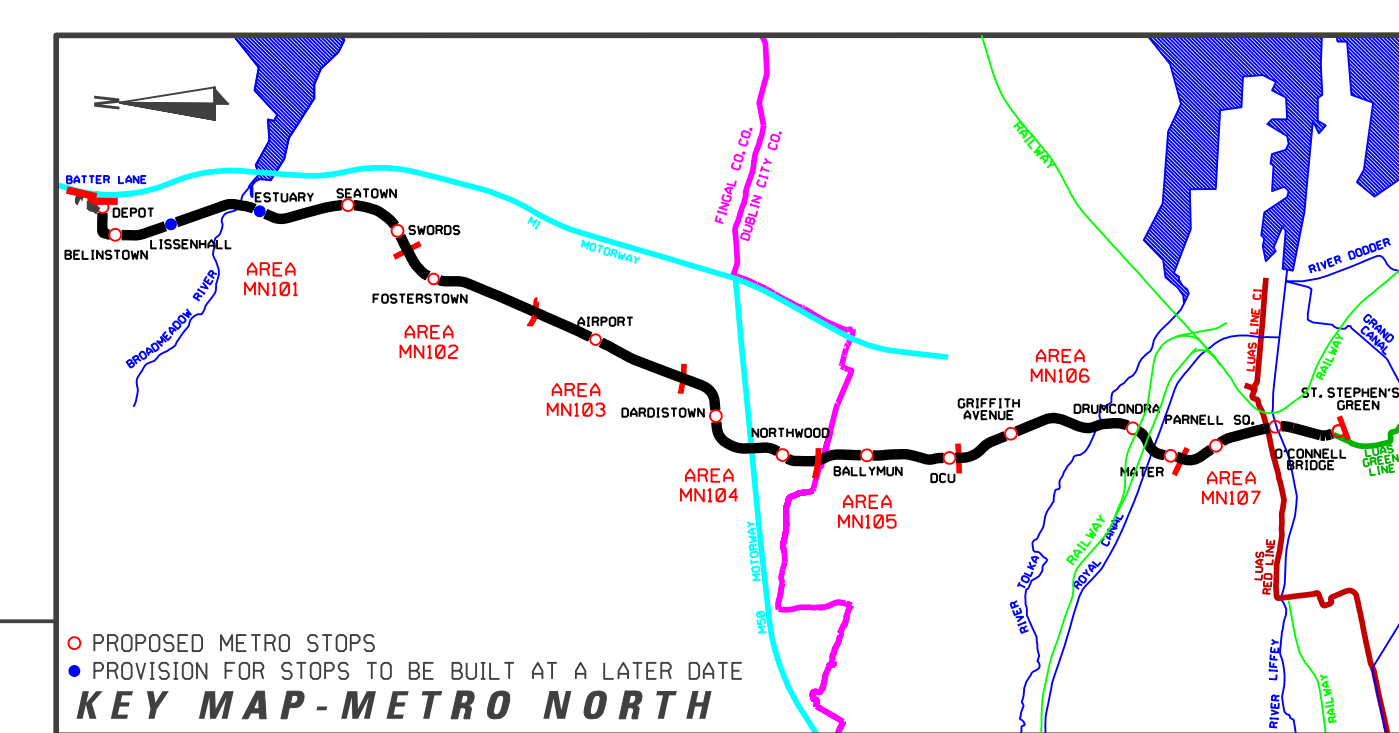 N
BATTER LANE
DEPOT
BELINSTOWN
LISSENHALL
ESTUARY
SEATOWN
SWORDS
AREA
MN101
BROADMEADOW RIVER
FOSTERSTOWN
AREA
MN102
M1
MOTORWAY
AIRPORT
AREA
MN103
FINGAL CO. CO.
DUBLIN CITY CO.
DARDISTOWN
NORTHWOOD
AREA
MN104
MOTORWAY
M50
BALLYMUN
AREA
MN105
DCU
GRIFFITH
AVENUE
AREA
MN106
RAILWAY
DRUMCONDRA
MATER
PARNELL SQ.
AREA
MN107
RIVER TOLKA
RAILWAY
ROYAL CANAL
LUAS LINE C1
RIVER DODDER
GRAND
CANAL
RAILWAY
ST. STEPHEN'S
GREEN
O'CONNELL
BRIDGE
LUAS
GREEN
LINE
LUAS
RED LINE
RIVER LIFFEY
RAILWAY
PROPOSED METRO STOPS
PROVISION FOR STOPS TO BE BUILT AT A LATER DATE
KEY MAP-METRO NORTH